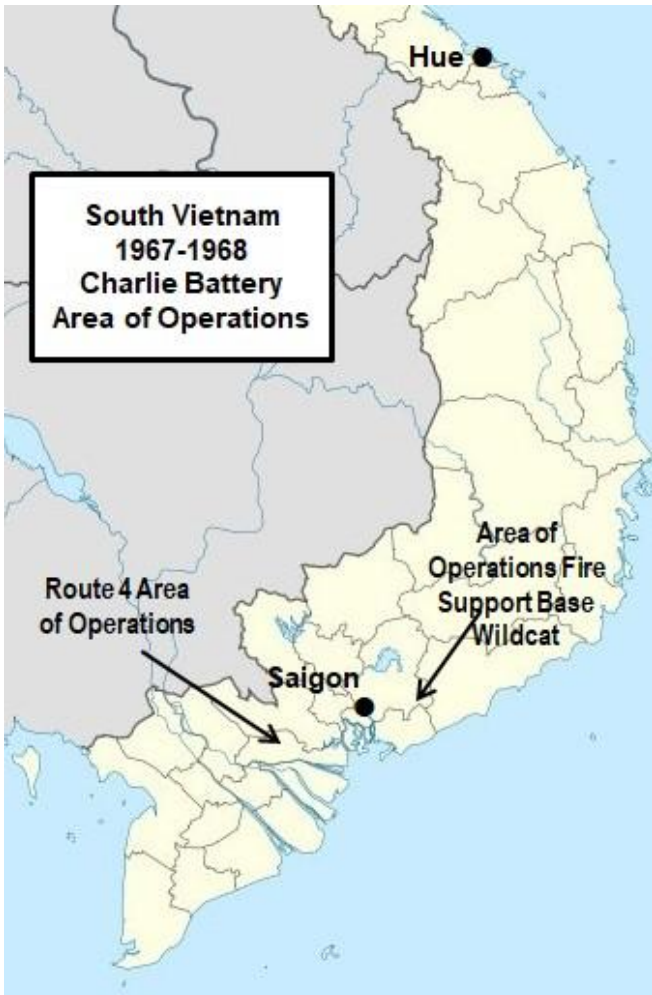 Hue
South Vietnam
1967-1968
Charlie Battery
Area of Operations
Area of
Operations Fire
Support Base
Wildcat
Route 4 Area
of Operations
Saigon